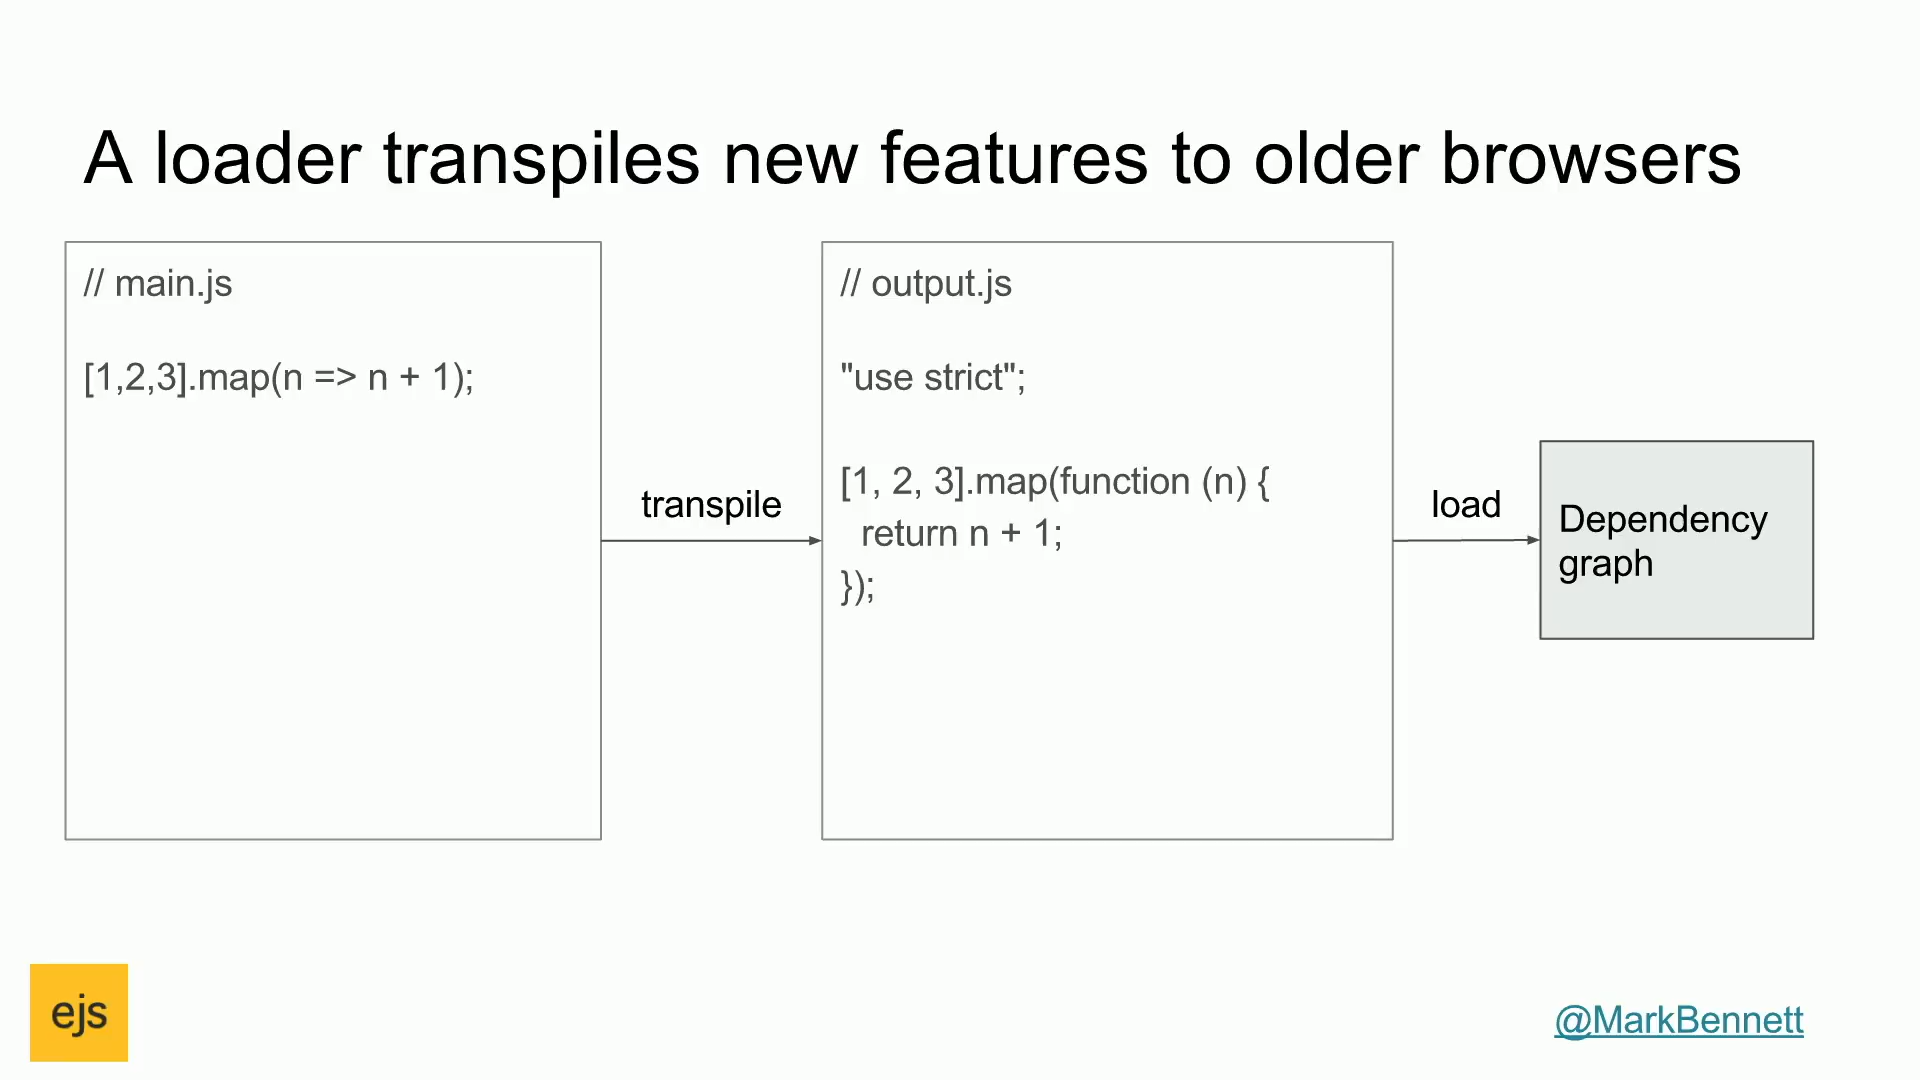 A loader transpiles new features to older browsers
// main.js
[1,2,3].map(n => n + 1);
transpile
// output.js
"use strict";
[1, 2, 3].map(function (n) {
return n + 1;
});
load
Dependency
graph
ejs
@MarkBennett